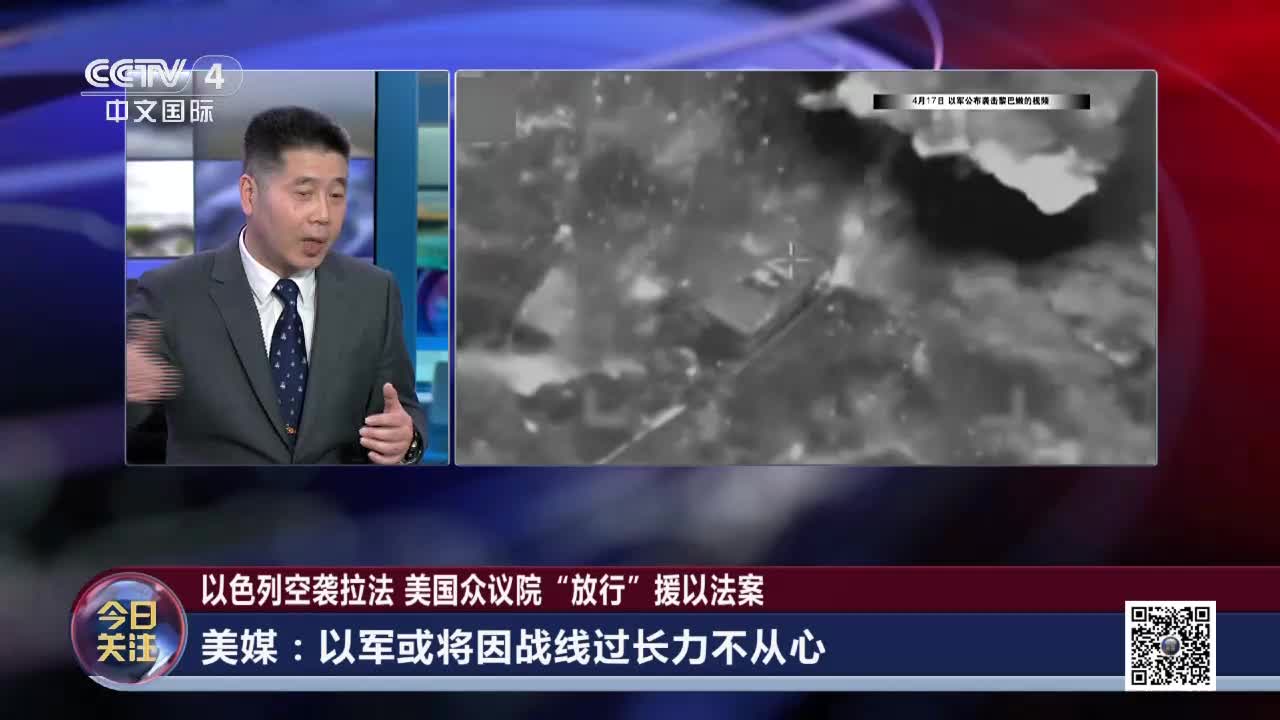 CCTV 4
中文国际
4月17日 以军公布袭击黎巴嫩的视频
以色列空袭拉法 美国众议院“放行”援以法案
今日
关注
美媒：以军或将因战线过长力不从心